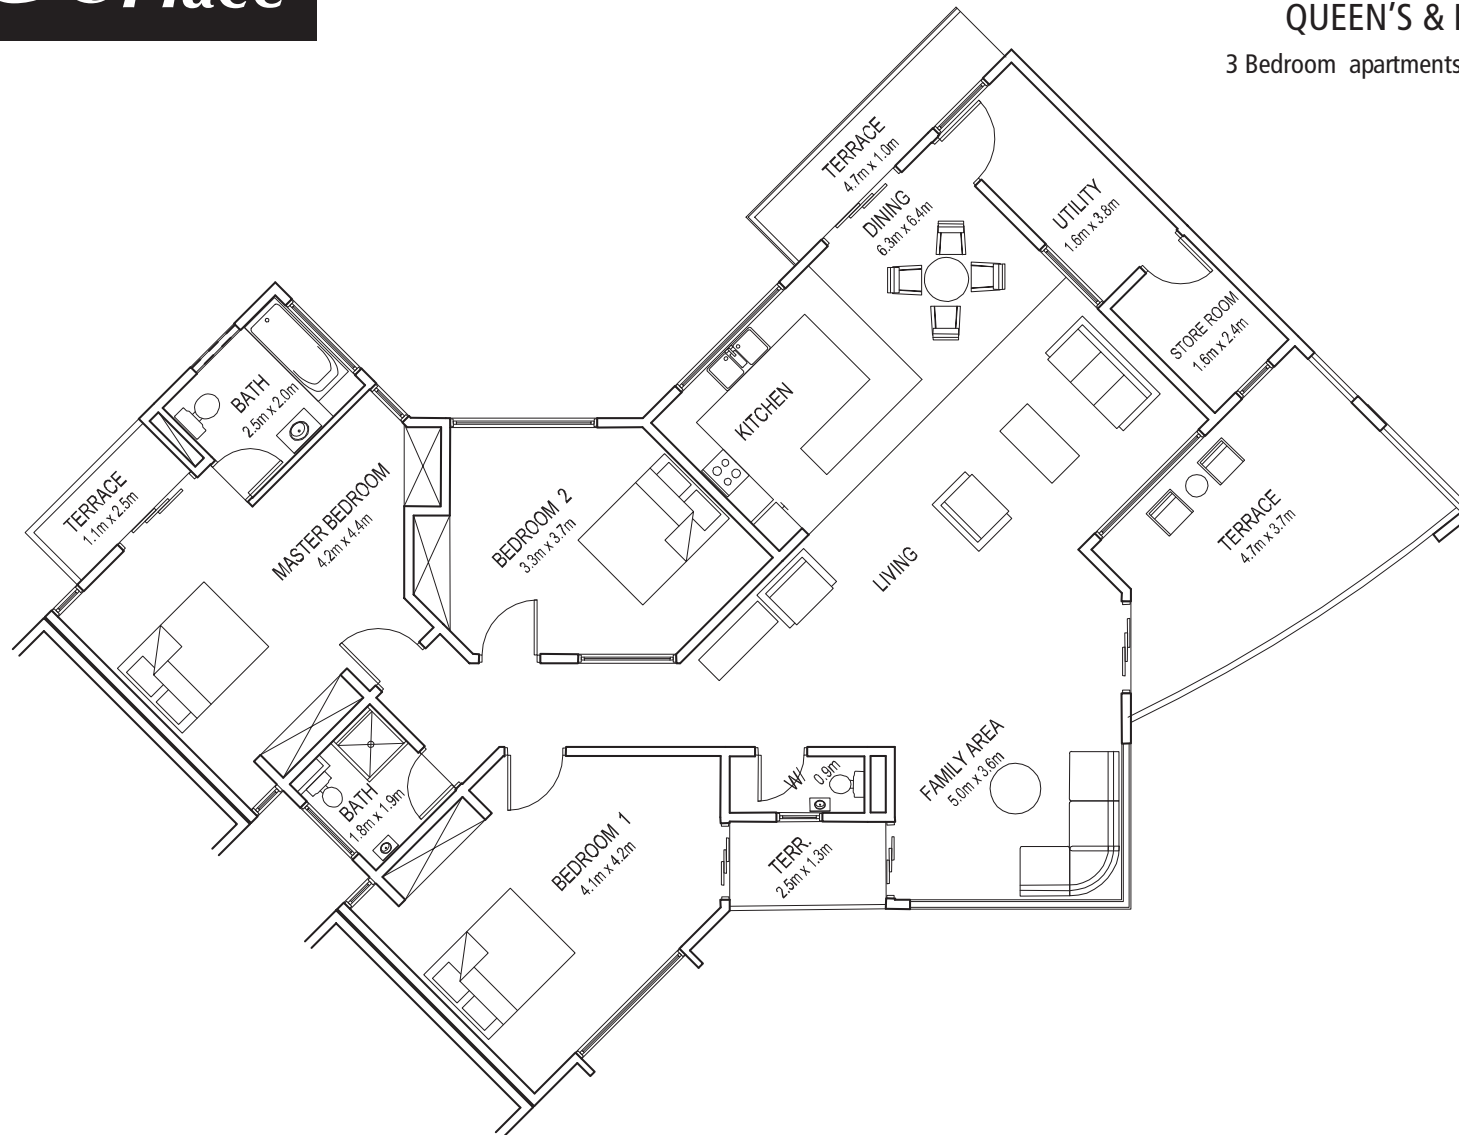 Place
QUEEN'S &
3 Bedroom apartments
TERRACE
4.7m x 1.0m
DINING
6.3m x 6.4m
UTILITY
1.6m x 3.8m
STORE ROOM
1.6m x 2.4m
BATH
2.5m x 2.0m
KITCHEN
TERRACE
1.1m x 2.5m
MASTER BEDROOM
4.2m x 4.4m
BEDROOM 2
3.3m x 3.7m
LIVING
TERRACE
4.7m x 3.7m
BATH
1.8m x 1.9m
W/
0.9m
FAMILY AREA
5.0m x 3.6m
BEDROOM 1
4.1m x 4.2m
TERR.
2.5m x 1.3m